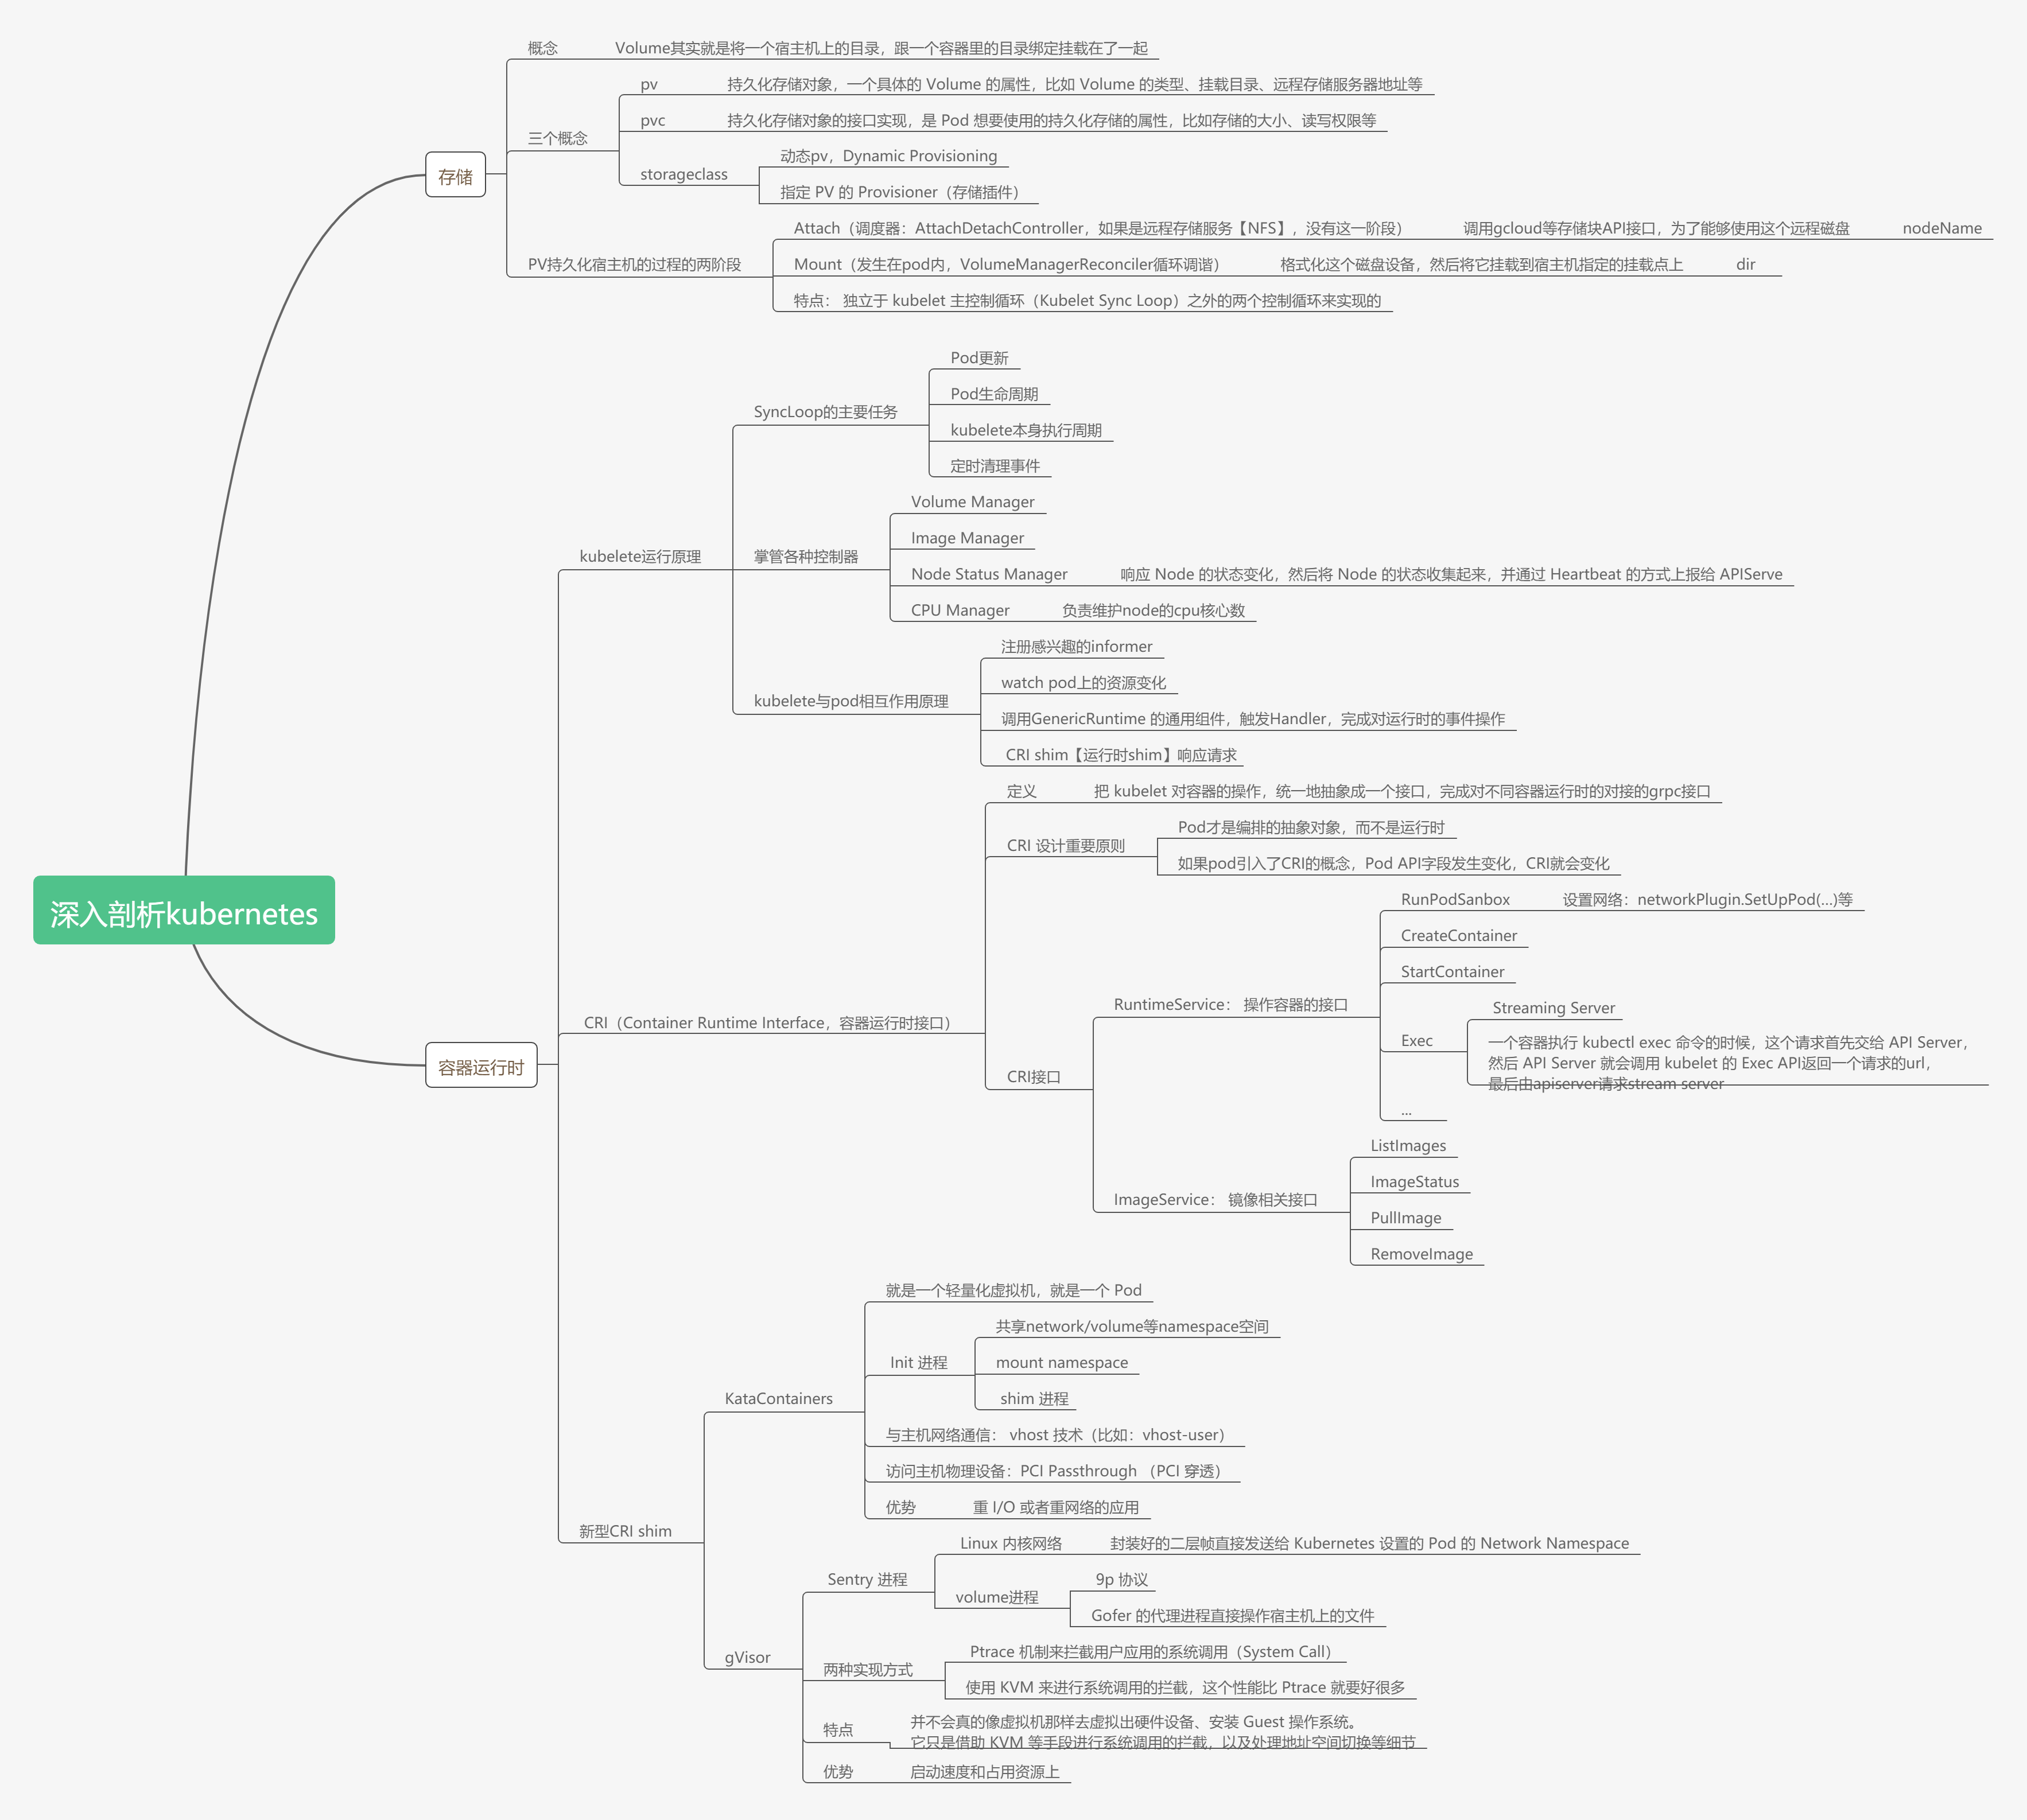 深入剖析kubernetes
存储
概念
Volume其实就是将一个宿主机上的目录，跟一个容器里的目录绑定挂载在了一起
三个概念
pv
持久化存储对象，一个具体的 Volume 的属性，比如 Volume 的类型、挂载目录、远程存储服务器地址等
pvc
持久化存储对象的接口实现，是 Pod 想要使用的持久化存储的属性，比如存储的大小、读写权限等
storageclass
动态pv，Dynamic Provisioning
指定 PV 的 Provisioner（存储插件）
PV持久化宿主机的过程的两阶段
Attach（调度器：AttachDetachController，如果是远程存储服务【NFS】，没有这一阶段）
调用gcloud等存储块API接口，为了能够使用这个远程磁盘
nodeName
Mount（发生在pod内，VolumeManagerReconciler循环调谐）
格式化这个磁盘设备，然后将它挂载到宿主机指定的挂载点上
dir
特点： 独立于 kubelet 主控制循环（Kubelet Sync Loop）之外的两个控制循环来实现的
容器运行时
kubelete运行原理
SyncLoop的主要任务
Pod更新
Pod生命周期
kubelete本身执行周期
定时清理事件
掌管各种控制器
Volume Manager
Image Manager
Node Status Manager
响应 Node 的状态变化，然后将 Node 的状态收集起来，并通过 Heartbeat 的方式上报给 APIServe
CPU Manager
负责维护node的cpu核心数
kubelete与pod相互作用原理
注册感兴趣的informer
watch pod上的资源变化
调用GenericRuntime 的通用组件，触发Handler，完成对运行时的事件操作
CRI shim【运行时shim】响应请求
CRI（Container Runtime Interface，容器运行时接口）
定义
把 kubelet 对容器的操作，统一地抽象成一个接口，完成对不同容器运行时的对接的grpc接口
CRI 设计重要原则
Pod才是编排的抽象对象，而不是运行时
如果pod引入了CRI的概念，Pod API字段发生变化，CRI就会变化
CRI接口
RuntimeService： 操作容器的接口
RunPodSanbox
设置网络：networkPlugin.SetUpPod(...)等
CreateContainer
StartContainer
Exec
Streaming Server
一个容器执行 kubectl exec 命令的时候，这个请求首先交给 API Server，
然后 API Server 就会调用 kubelet 的 Exec API返回一个请求的url，
最后由apiserver请求stream server
...
ImageService： 镜像相关接口
ListImages
ImageStatus
PullImage
RemoveImage
新型CRI shim
KataContainers
就是一个轻量化虚拟机，就是一个 Pod
Init 进程
共享network/volume等namespace空间
mount namespace
shim 进程
与主机网络通信： vhost 技术（比如：vhost-user）
访问主机物理设备：PCI Passthrough （PCI 穿透）
优势
重 I/O 或者重网络的应用
gVisor
Sentry 进程
Linux 内核网络
封装好的二层帧直接发送给 Kubernetes 设置的 Pod 的 Network Namespace
volume进程
9p 协议
Gofer 的代理进程直接操作宿主机上的文件
两种实现方式
Ptrace 机制来拦截用户应用的系统调用（System Call）
使用 KVM 来进行系统调用的拦截，这个性能比 Ptrace 就要好很多
特点
并不会真的像虚拟机那样去虚拟出硬件设备、安装 Guest 操作系统。
它只是借助 KVM 等手段进行系统调用的拦截，以及处理地址空间切换等细节
优势
启动速度和占用资源上